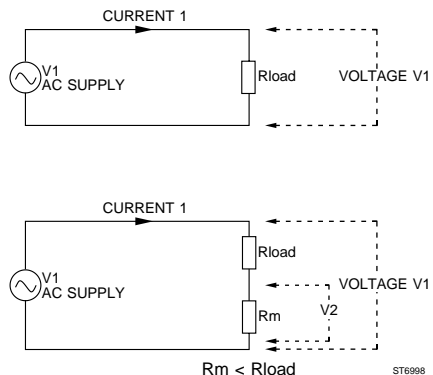 CURRENT 1
V1
AC SUPPLY
Rload
VOLTAGE V1
CURRENT 1
Rload
V1
AC SUPPLY
VOLTAGE V1
Rm
V2
Rm < Rload
ST6998